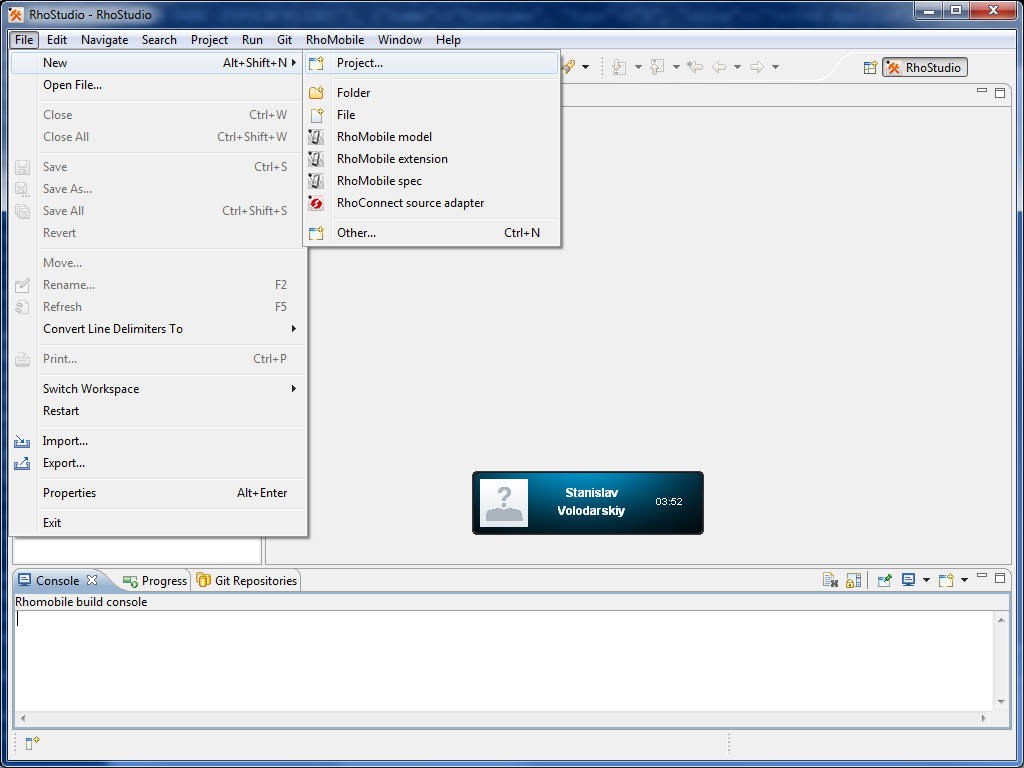 RhoStudio - RhoStudio
File Edit Navigate Search Project Run Git RhoMobile Window Help
New Alt+Shift+N
Open File...
Close Ctrl+W
Close All Ctrl+Shift+W
Save Ctrl+S
Save As...
Save All Ctrl+Shift+S
Revert
Move...
Rename... F2
Refresh F5
Convert Line Delimiters To
Print... Ctrl+P
Switch Workspace
Restart
Import...
Export...
Properties Alt+Enter
Exit
Project...
Folder
File
RhoMobile model
RhoMobile extension
RhoMobile spec
RhoConnect source adapter
Other... Ctrl+N
RhoStudio
Stanislav
Volodarskiy
03:52
Console Progress Git Repositories
Rhomobile build console